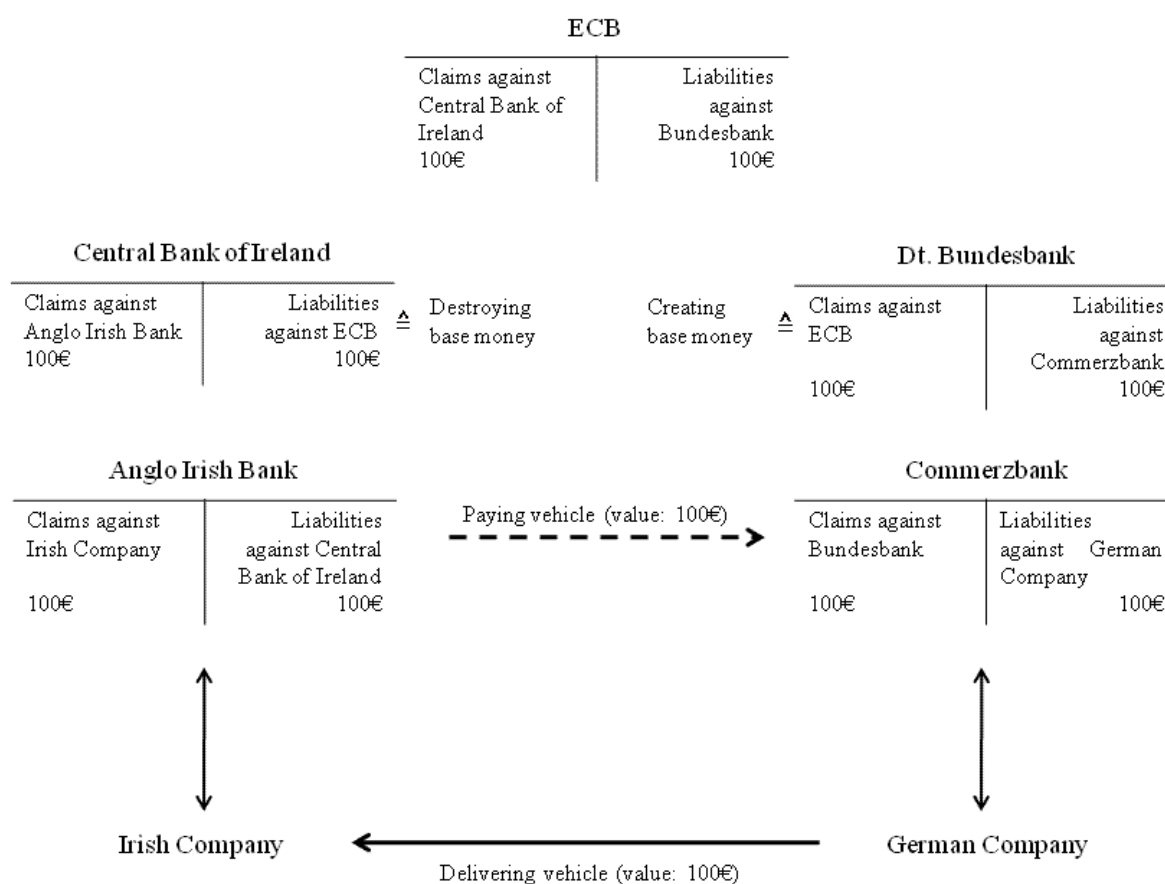 ECB
Claims against
Central Bank of
Ireland
100€
Liabilities
against
Bundesbank
100€
Central Bank of Ireland
Claims against
Anglo Irish Bank
100€
Liabilities
against ECB
100€
≙ Destroying
base money
Creating ≙
base money
Dt. Bundesbank
Claims against
ECB
100€
Liabilities
against
Commerzbank
100€
Anglo Irish Bank
Claims against
Irish Company
100€
Liabilities
against Central
Bank of Ireland
100€
Paying vehicle (value: 100€)
Commerzbank
Claims against
Bundesbank
100€
Liabilities
against German
Company
100€
Irish Company
German Company
Delivering vehicle (value: 100€)